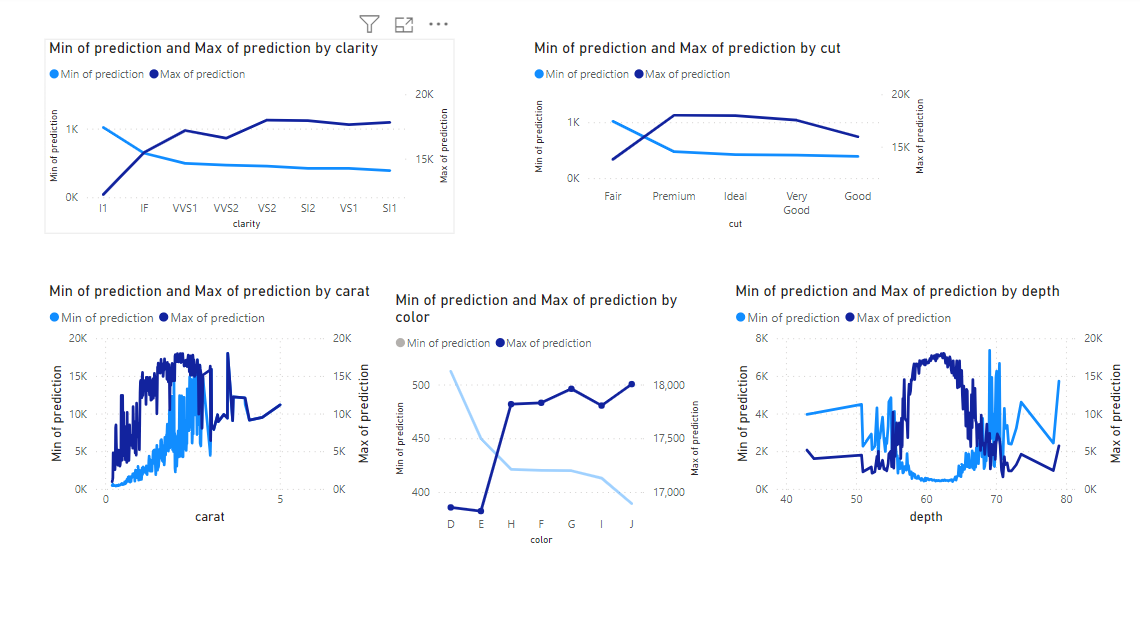 Min of prediction and Max of prediction by clarity
Min of prediction Max of prediction
Min of prediction
1K
0K
20K
15K
Max of prediction
I1 IF VVS1 VVS2 VS2 SI2 VS1 SI1
clarity
Min of prediction and Max of prediction by cut
Min of prediction Max of prediction
Min of prediction
1K
0K
20K
15K
Max of prediction
Fair Premium Ideal Very Good Good
cut
Min of prediction and Max of prediction by carat
Min of prediction Max of prediction
Min of prediction
20K
15K
10K
5K
0K
20K
15K
10K
5K
0K
Max of prediction
0 5
carat
Min of prediction and Max of prediction by
color
Min of prediction Max of prediction
Min of prediction
500
450
400
18,000
17,500
17,000
Max of prediction
D E H F G I J
color
Min of prediction and Max of prediction by depth
Min of prediction Max of prediction
Min of prediction
8K
6K
4K
2K
0K
20K
15K
10K
5K
0K
Max of prediction
40 50 60 70 80
depth